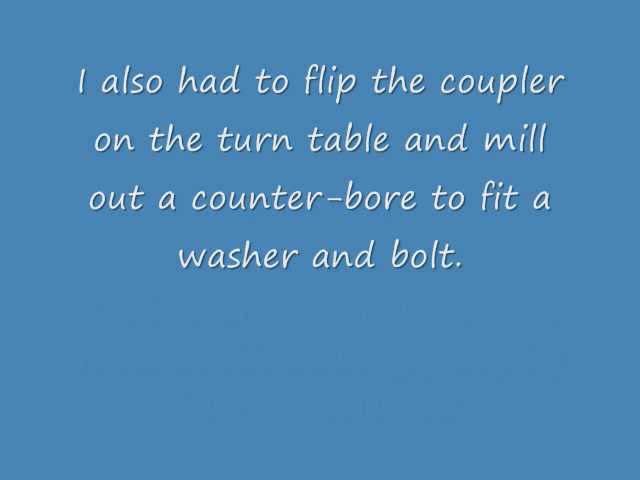 I also had to flip the coupler
on the turn table and mill
out a counter-bore to fit a
washer and bolt.